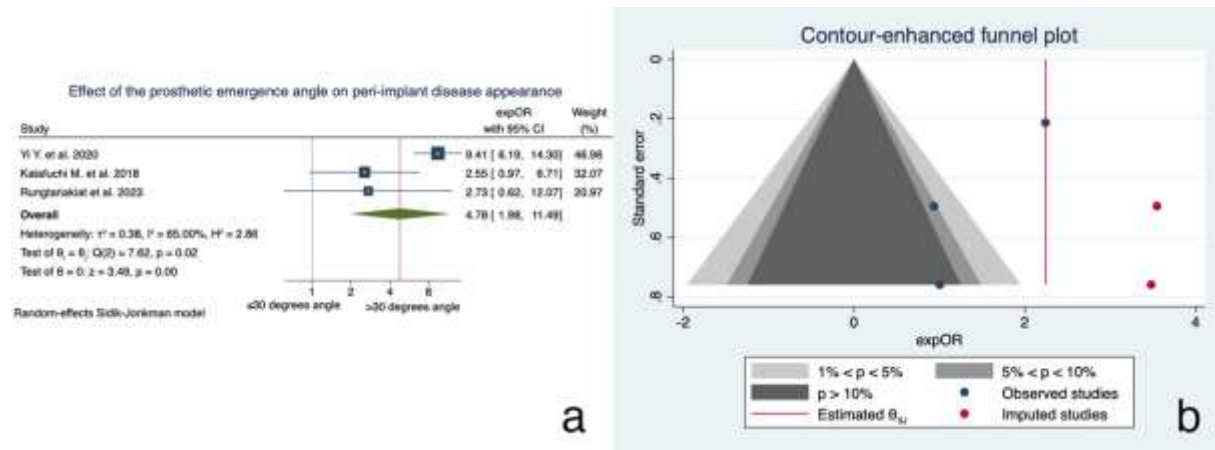 Effect of the prosthetic emergence angle on peri-implant disease appearance
expOR Weight
Study with 95% CI (%)
Yi Y. et al. 2020 9.41 [ 6.19, 14.30] 46.96
Katafuchi M. et al. 2018 2.55 [ 0.97, 6.71] 32.07
Rungtanakiat et al. 2023 2.73 [ 0.62, 12.07] 20.97
Overall 4.78 [ 1.98, 11.49]
Heterogeneity: τ² = 0.38, I² = 65.00%, H² = 2.86
Test of θᵢ = θⱼ: Q(2) = 7.62, p = 0.02
Test of θ = 0: z = 3.49, p = 0.00
1 2 4 8
≤30 degrees angle >30 degrees angle
Random-effects Sidik-Jonkman model
a
Contour-enhanced funnel plot
Standard error
0
.2
.4
.6
.8
-2 0 2 4
expOR
1% < p < 5% 5% < p < 10%
p > 10% Observed studies
Estimated θSJ Imputed studies
b